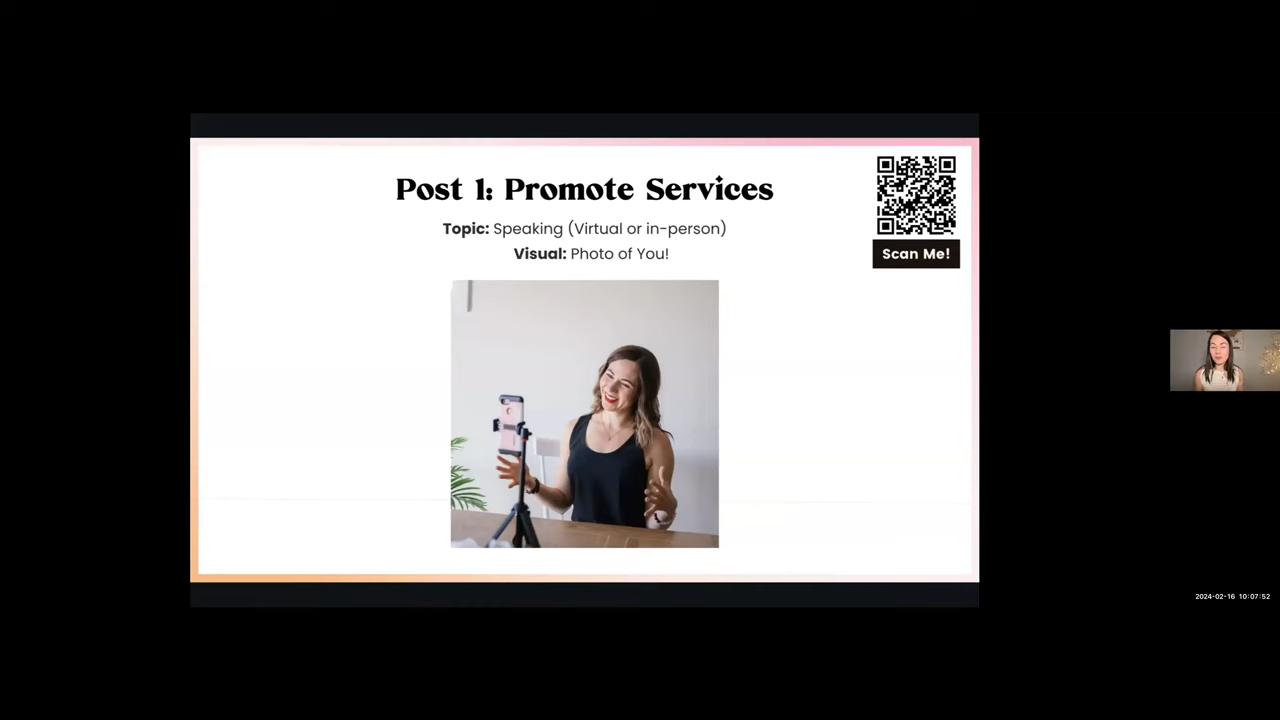 Post 1: Promote Services
Topic: Speaking (Virtual or in-person)
Visual: Photo of You!
Scan Me!
2024-02-16 10:07:52